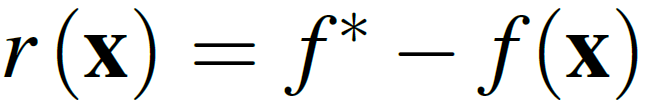 r(𝐱) = f* − f(𝐱)